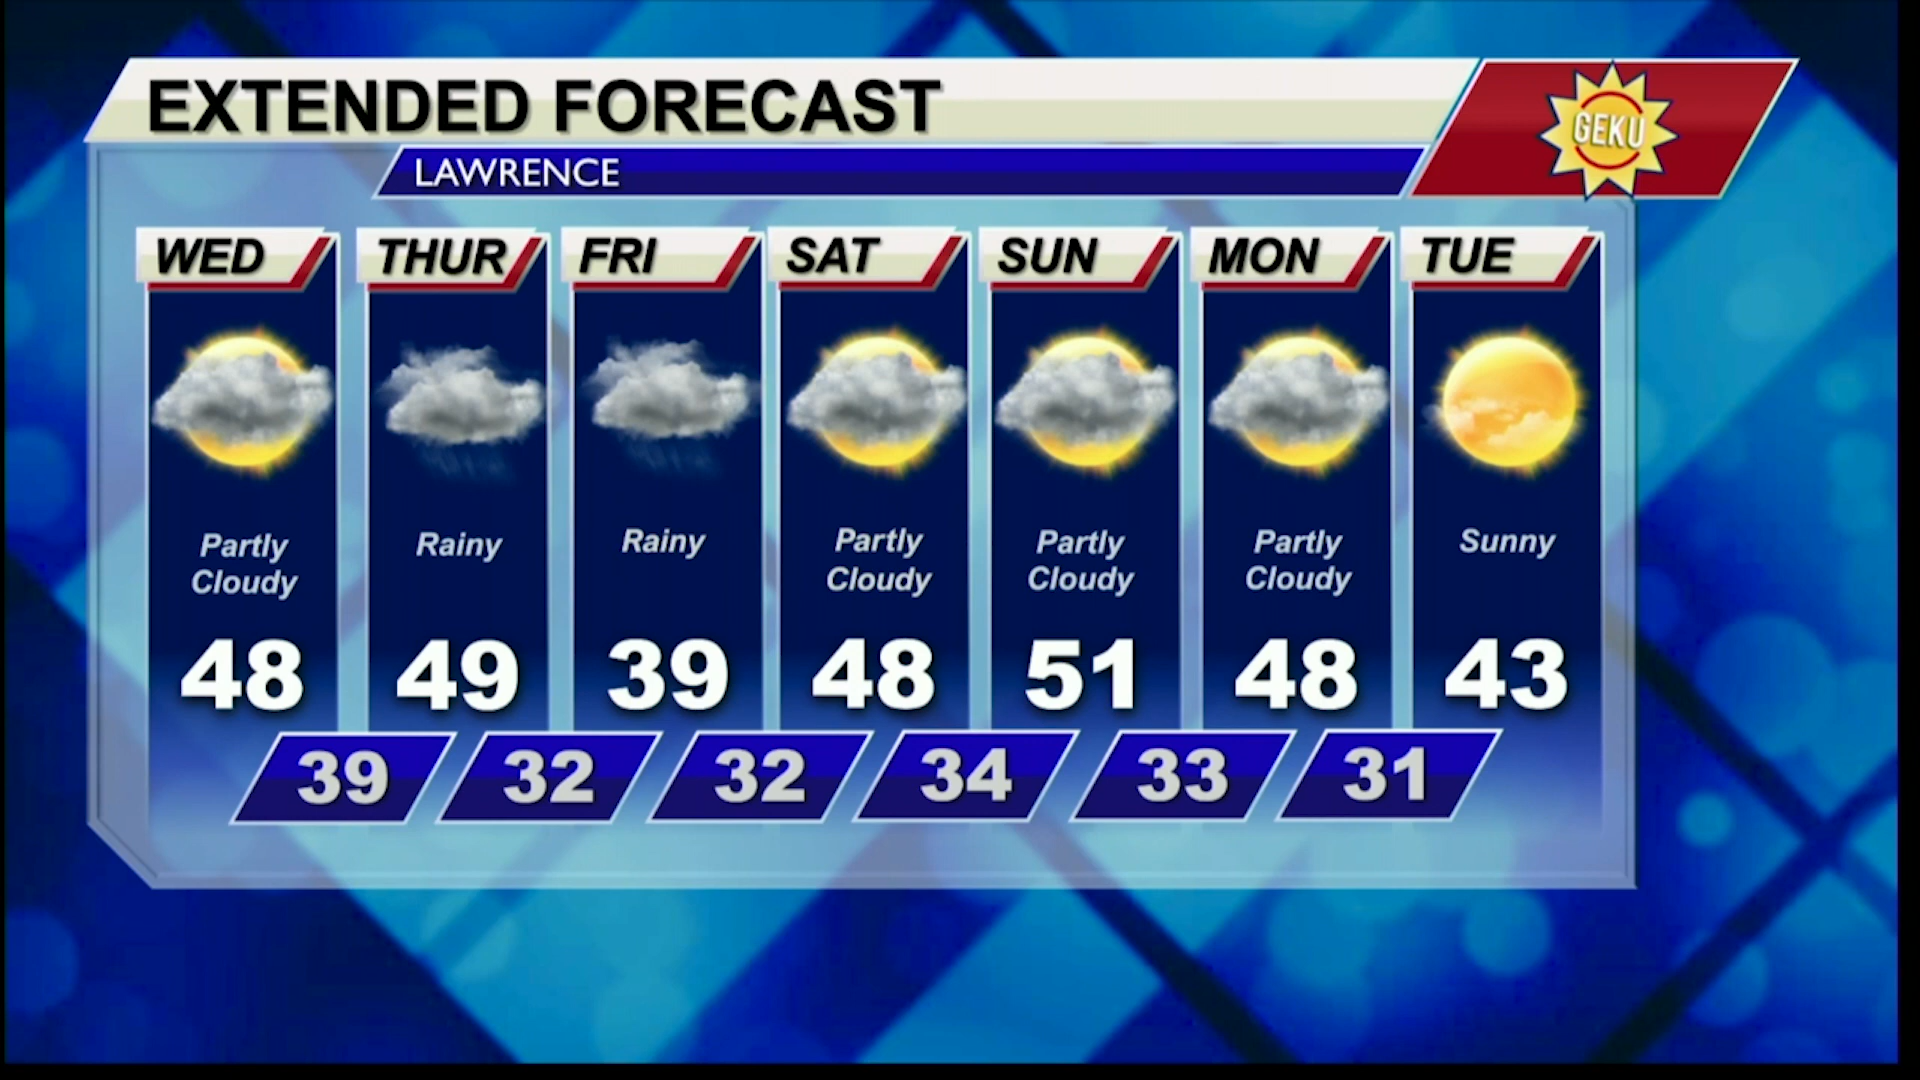 EXTENDED FORECAST
GEKU
LAWRENCE
WED THUR FRI SAT SUN MON TUE
Partly Cloudy
Rainy
Rainy
Partly Cloudy
Partly Cloudy
Partly Cloudy
Sunny
48 49 39 48 51 48 43
39 32 32 34 33 31